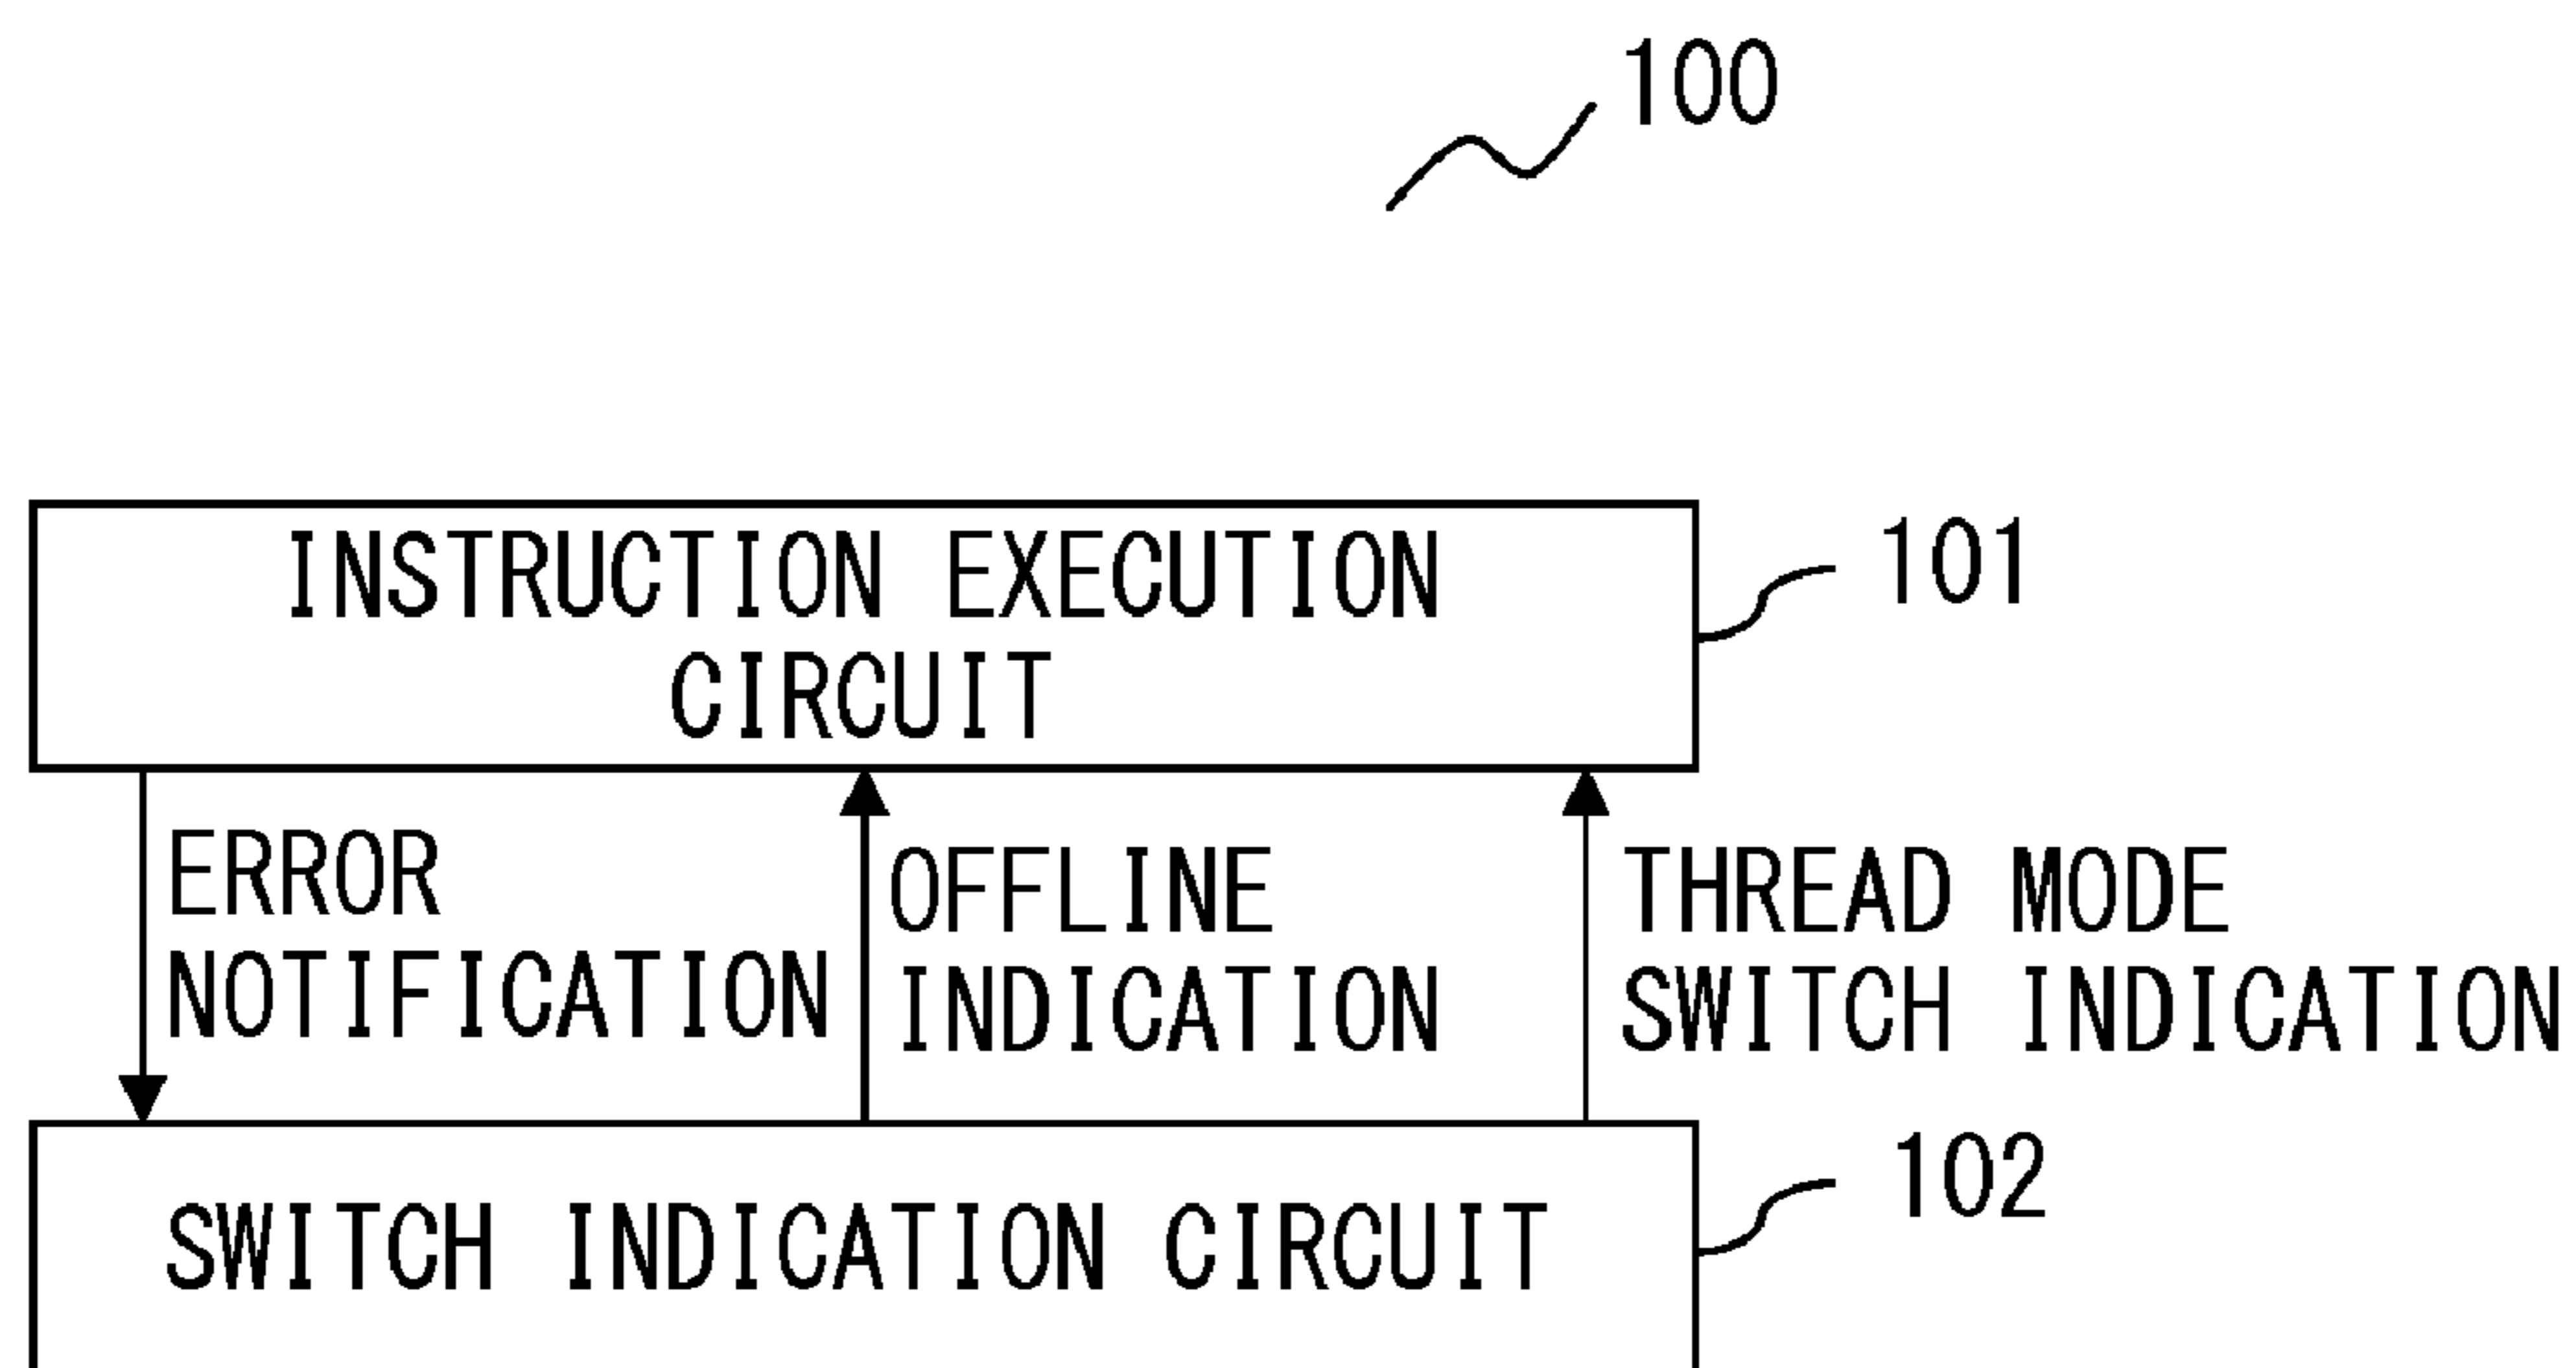 100
INSTRUCTION EXECUTION
CIRCUIT
101
ERROR
NOTIFICATION
OFFLINE
INDICATION
THREAD MODE
SWITCH INDICATION
SWITCH INDICATION CIRCUIT
102